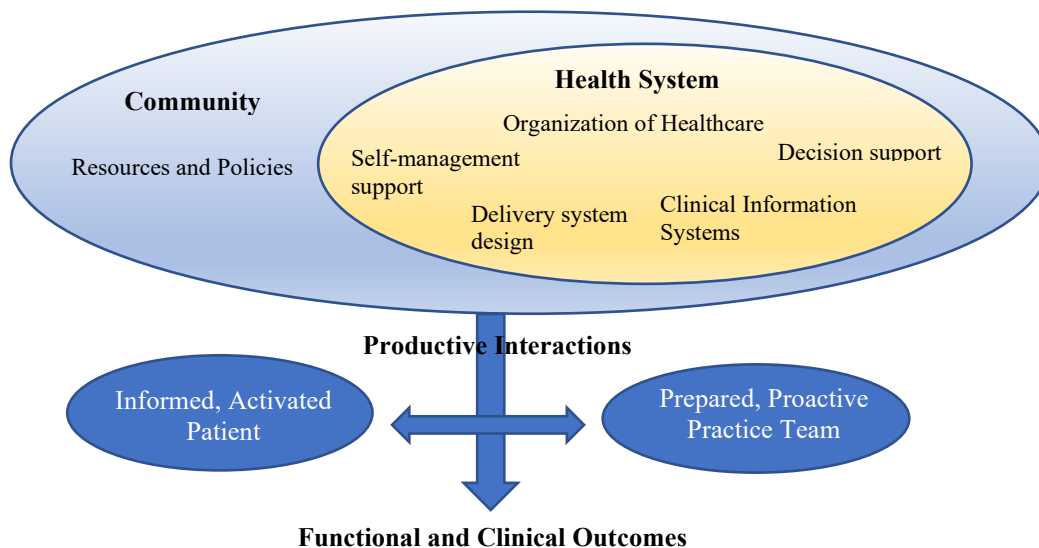 Health System
Community
Organization of Healthcare
Resources and Policies
Self-management
support
Decision support
Delivery system
design
Clinical Information
Systems
Productive Interactions
Informed, Activated
Patient
Prepared, Proactive
Practice Team
Functional and Clinical Outcomes